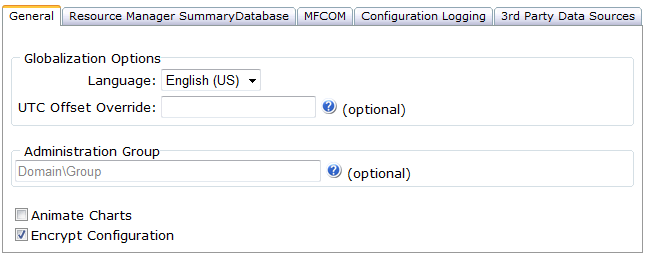 General Resource Manager SummaryDatabase MFCOM Configuration Logging 3rd Party Data Sources
Globalization Options
Language: English (US)
UTC Offset Override: ? (optional)
Administration Group
Domain\Group ? (optional)
Animate Charts
Encrypt Configuration